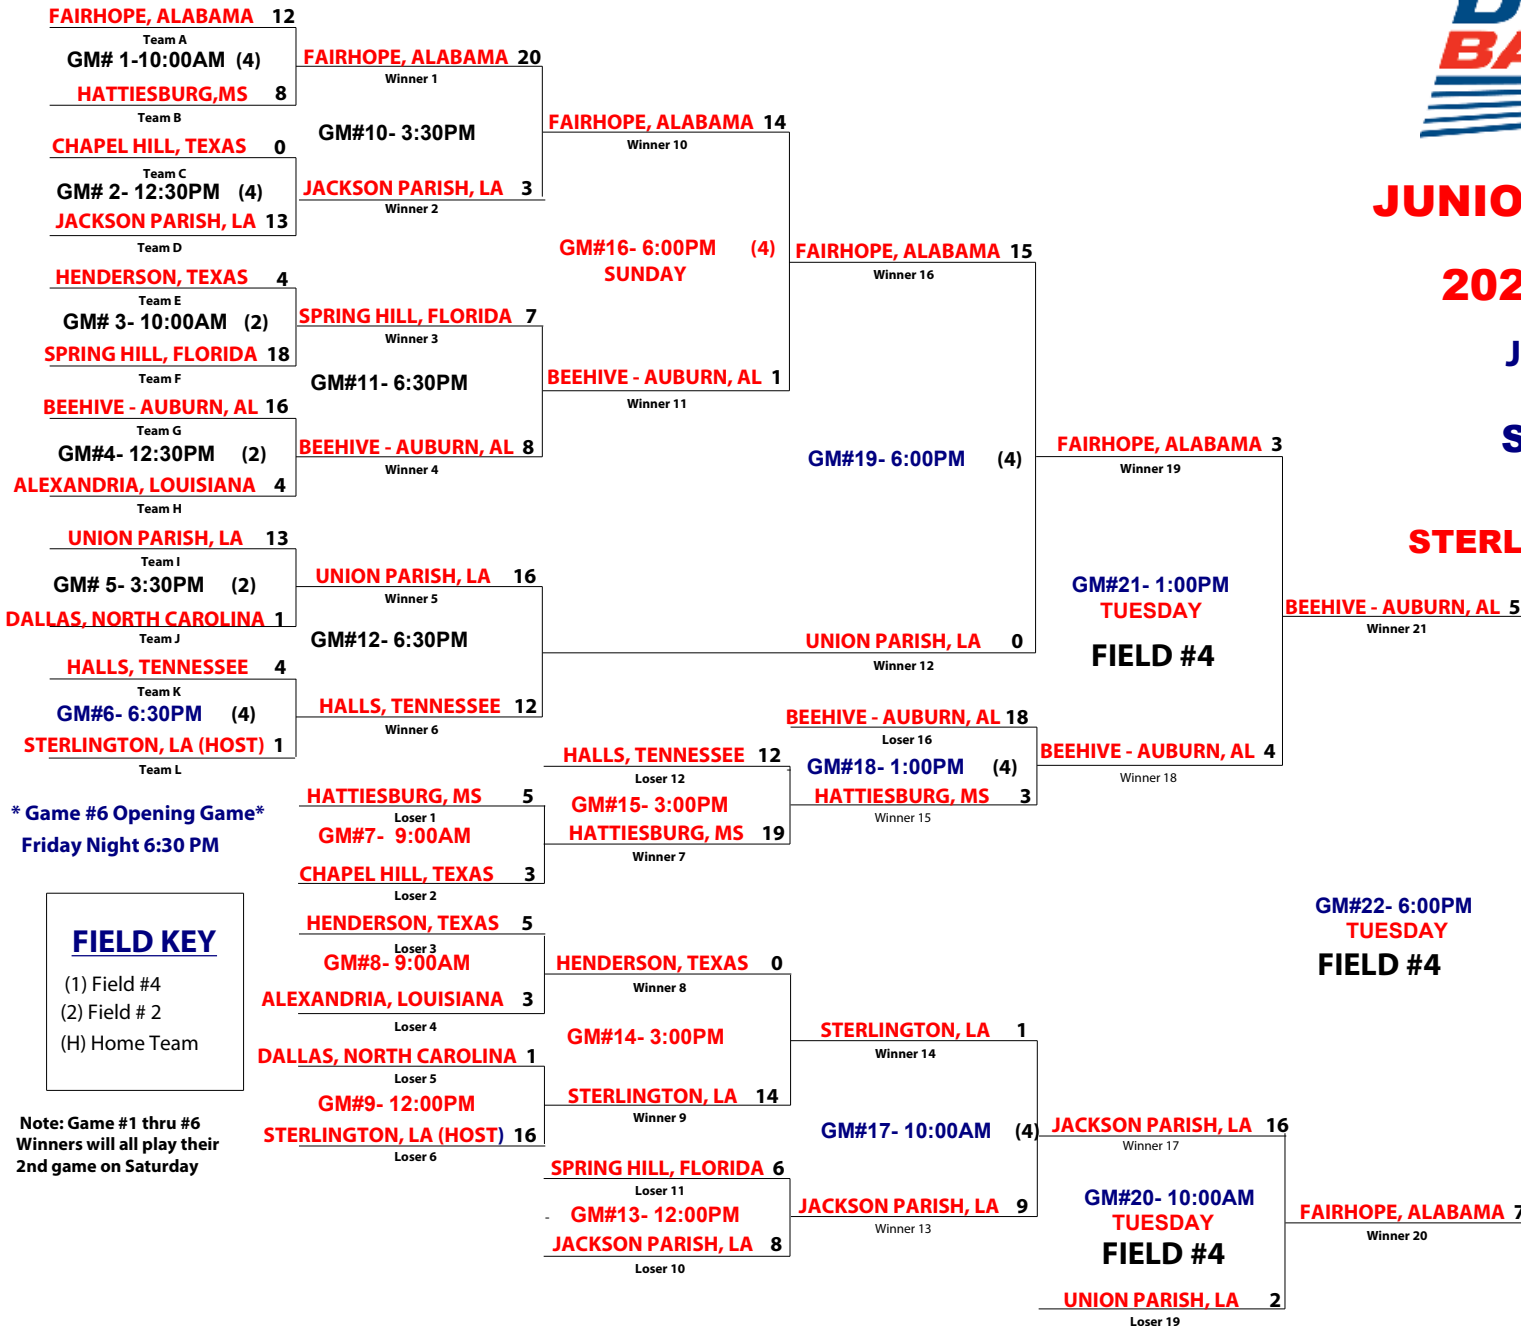 FAIRHOPE, ALABAMA 12
Team A
GM# 1-10:00AM (4)
HATTIESBURG,MS 8
Team B
CHAPEL HILL, TEXAS 0
Team C
GM# 2- 12:30PM (4)
JACKSON PARISH, LA 13
Team D
HENDERSON, TEXAS 4
Team E
GM# 3- 10:00AM (2)
SPRING HILL, FLORIDA 18
Team F
BEEHIVE - AUBURN, AL 16
Team G
GM#4- 12:30PM (2)
ALEXANDRIA, LOUISIANA 4
Team H
UNION PARISH, LA 13
Team I
GM# 5- 3:30PM (2)
DALLAS, NORTH CAROLINA 1
Team J
HALLS, TENNESSEE 4
Team K
GM#6- 6:30PM (4)
STERLINGTON, LA (HOST) 1
Team L
* Game #6 Opening Game*
Friday Night 6:30 PM
FIELD KEY
(1) Field #4
(2) Field # 2
(H) Home Team
Note: Game #1 thru #6
Winners will all play their
2nd game on Saturday
FAIRHOPE, ALABAMA 20
Winner 1
GM#10- 3:30PM
JACKSON PARISH, LA 3
Winner 2
SPRING HILL, FLORIDA 7
Winner 3
GM#11- 6:30PM
BEEHIVE - AUBURN, AL 8
Winner 4
UNION PARISH, LA 16
Winner 5
GM#12- 6:30PM
HALLS, TENNESSEE 12
Winner 6
HATTIESBURG, MS 5
Loser 1
GM#7- 9:00AM
CHAPEL HILL, TEXAS 3
Loser 2
HENDERSON, TEXAS 5
Loser 3
GM#8- 9:00AM
ALEXANDRIA, LOUISIANA 3
Loser 4
DALLAS, NORTH CAROLINA 1
Loser 5
GM#9- 12:00PM
STERLINGTON, LA (HOST) 16
Loser 6
FAIRHOPE, ALABAMA 14
Winner 10
GM#16- 6:00PM (4)
SUNDAY
BEEHIVE - AUBURN, AL 1
Winner 11
HALLS, TENNESSEE 12
Loser 12
GM#15- 3:00PM
HATTIESBURG, MS 19
Winner 7
HENDERSON, TEXAS 0
Winner 8
GM#14- 3:00PM
STERLINGTON, LA 14
Winner 9
SPRING HILL, FLORIDA 6
Loser 11
- GM#13- 12:00PM
JACKSON PARISH, LA 8
Loser 10
FAIRHOPE, ALABAMA 15
Winner 16
GM#19- 6:00PM (4)
UNION PARISH, LA 0
Winner 12
BEEHIVE - AUBURN, AL 18
Loser 16
GM#18- 1:00PM (4)
HATTIESBURG, MS 3
Winner 15
STERLINGTON, LA 1
Winner 14
GM#17- 10:00AM (4)
JACKSON PARISH, LA 9
Winner 13
FAIRHOPE, ALABAMA 3
Winner 19
GM#21- 1:00PM
TUESDAY
FIELD #4
BEEHIVE - AUBURN, AL 4
Winner 18
JACKSON PARISH, LA 16
Winner 17
GM#20- 10:00AM
TUESDAY
FIELD #4
UNION PARISH, LA 2
Loser 19
BEEHIVE - AUBURN, AL 5
Winner 21
GM#22- 6:00PM
TUESDAY
FIELD #4
FAIRHOPE, ALABAMA 7
Winner 20
D
BA
JUNIO
202
J
S
STERL